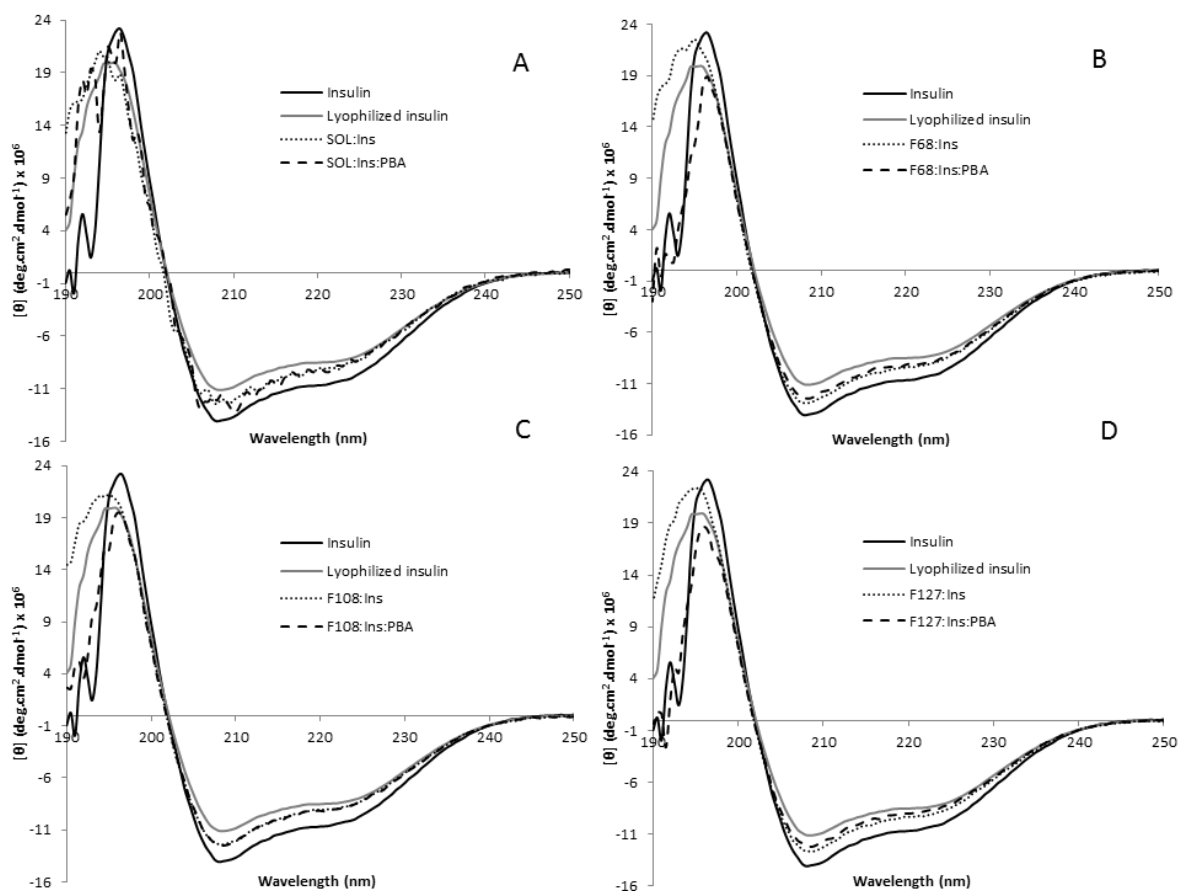 A
[θ] (deg.cm².dmol⁻¹) x 10⁶
24
19
14
9
4
-1
-6
-11
-16
Insulin
Lyophilized insulin
SOL:Ins
SOL:Ins:PBA
190 200 210 220 230 240 250
Wavelength (nm)
B
[θ] (deg.cm².dmol⁻¹) x 10⁶
24
19
14
9
4
-1
-6
-11
-16
Insulin
Lyophilized insulin
F68:Ins
F68:Ins:PBA
190 200 210 220 230 240 250
Wavelength (nm)
C
[θ] (deg.cm².dmol⁻¹) x 10⁶
24
19
14
9
4
-1
-6
-11
-16
Insulin
Lyophilized insulin
F108:Ins
F108:Ins:PBA
190 200 210 220 230 240 250
Wavelength (nm)
D
[θ] (deg.cm².dmol⁻¹) x 10⁶
24
19
14
9
4
-1
-6
-11
-16
Insulin
Lyophilized insulin
F127:Ins
F127:Ins:PBA
190 200 210 220 230 240 250
Wavelength (nm)